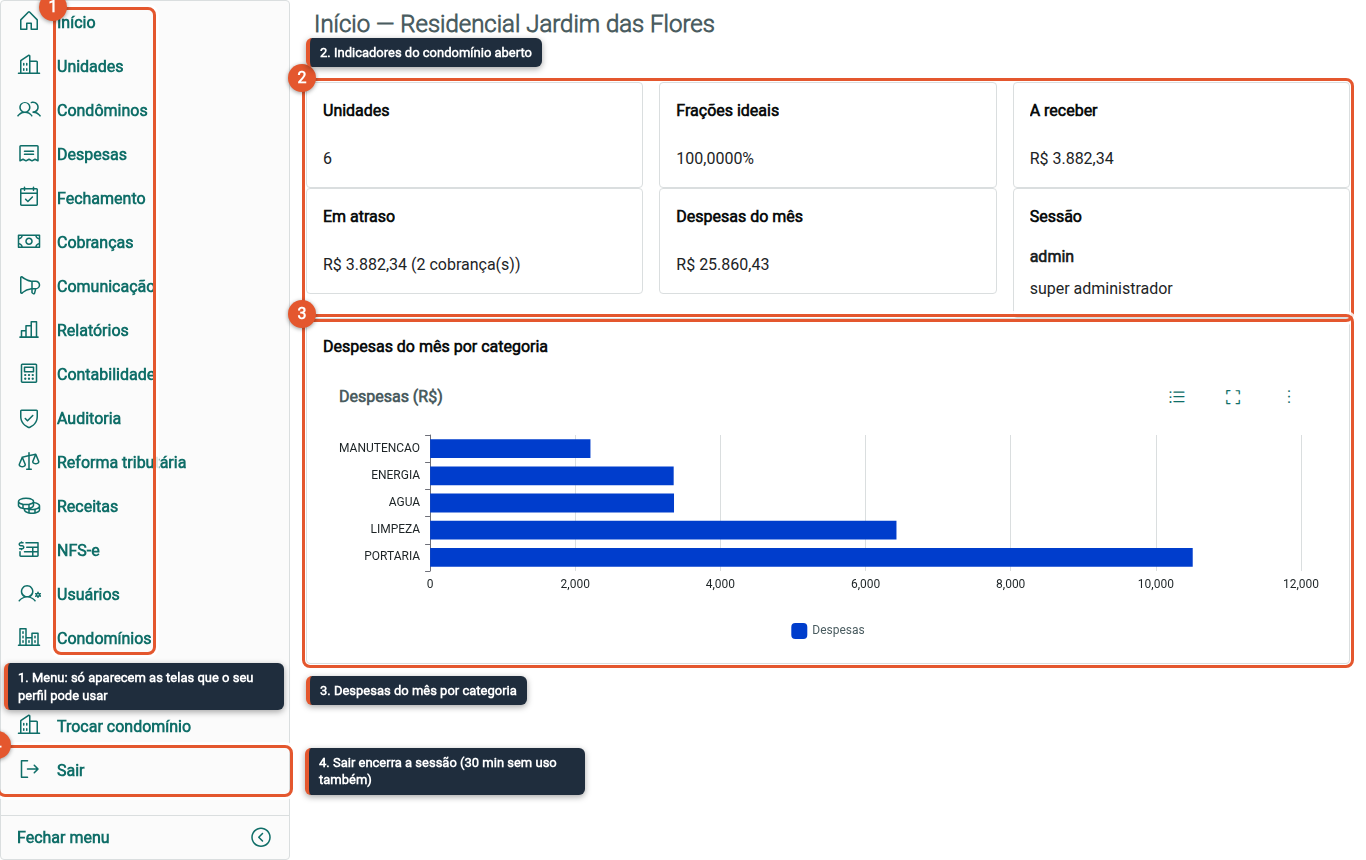 1
Início
Unidades
Condôminos
Despesas
Fechamento
Cobranças
Comunicação
Relatórios
Contabilidade
Auditoria
Reforma tributária
Receitas
NFS-e
Usuários
Condomínios
1. Menu: só aparecem as telas que o seu
perfil pode usar
Trocar condomínio
Sair
Fechar menu
Início — Residencial Jardim das Flores
2. Indicadores do condomínio aberto
2
Unidades
6
Frações ideais
100,0000%
A receber
R$ 3.882,34
Em atraso
R$ 3.882,34 (2 cobrança(s))
Despesas do mês
R$ 25.860,43
Sessão
admin
super administrador
3
Despesas do mês por categoria
Despesas (R$)
MANUTENCAO
ENERGIA
AGUA
LIMPEZA
PORTARIA
0 2,000 4,000 6,000 8,000 10,000 12,000
Despesas
3. Despesas do mês por categoria
4. Sair encerra a sessão (30 min sem uso
também)